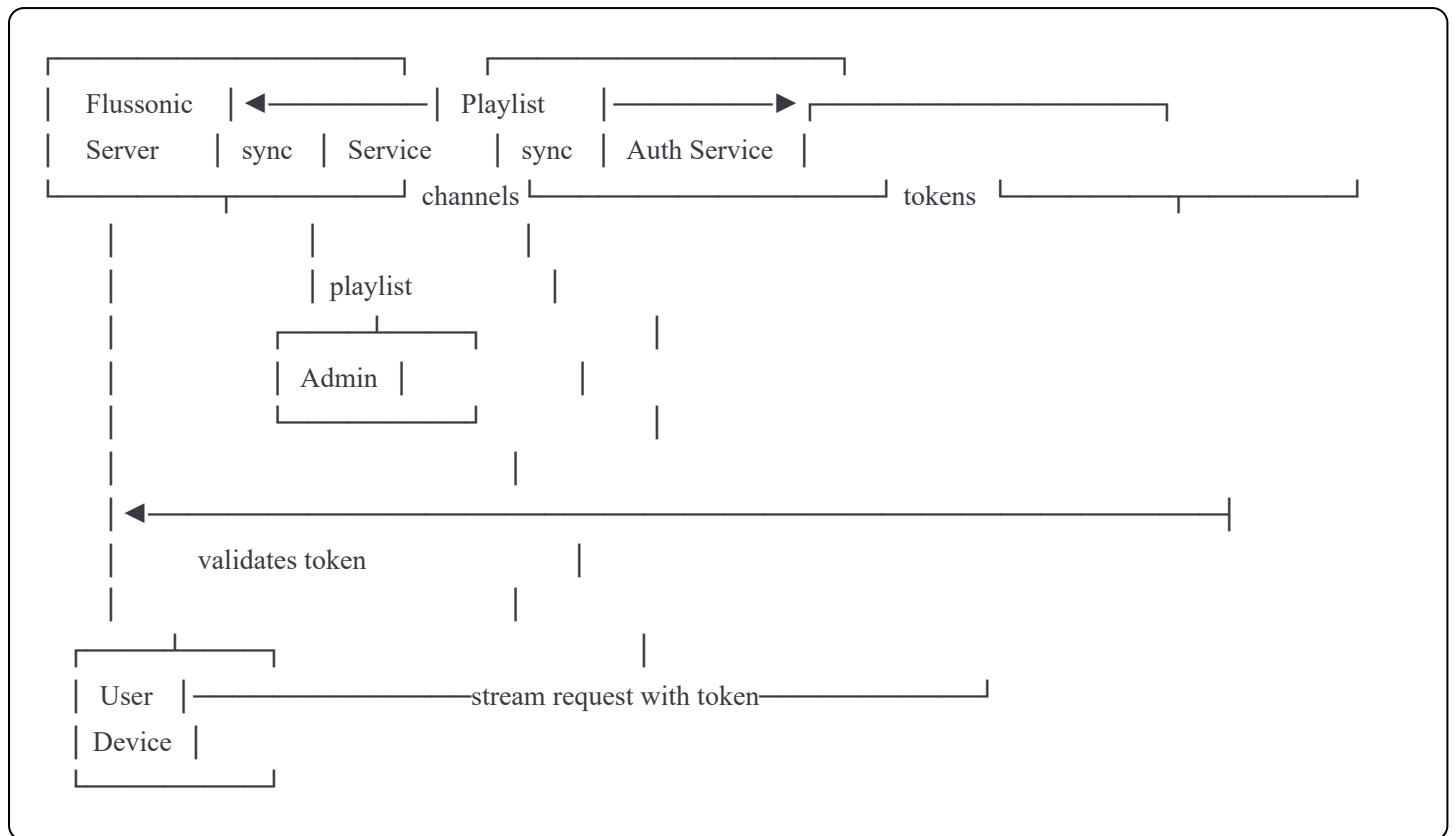 Flussonic Playlist
Server sync Service sync Auth Service
channels tokens
playlist
Admin
validates token
User stream request with token
Device